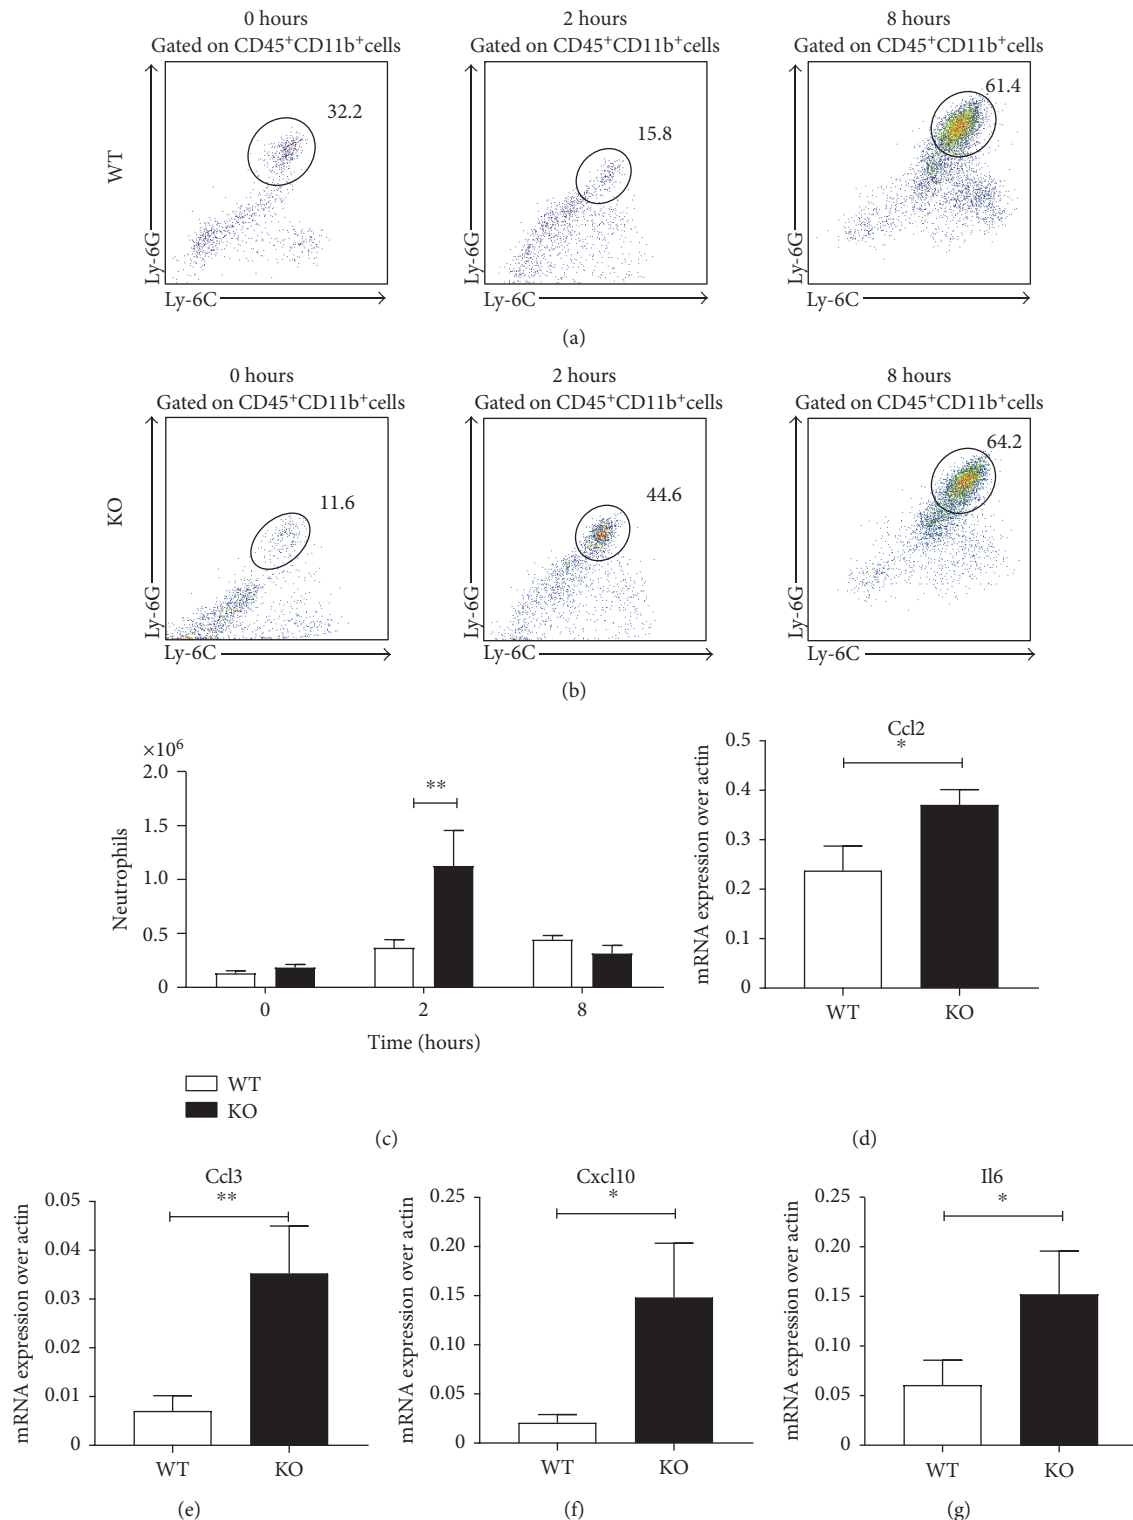 0 hours
Gated on CD45⁺CD11b⁺cells
2 hours
Gated on CD45⁺CD11b⁺cells
8 hours
Gated on CD45⁺CD11b⁺cells
WT
32.2
15.8
61.4
Ly-6G
Ly-6C
Ly-6G
Ly-6C
Ly-6G
Ly-6C
(a)
0 hours
Gated on CD45⁺CD11b⁺cells
2 hours
Gated on CD45⁺CD11b⁺cells
8 hours
Gated on CD45⁺CD11b⁺cells
KO
11.6
44.6
64.2
Ly-6G
Ly-6C
Ly-6G
Ly-6C
Ly-6G
Ly-6C
(b)
×10⁶
2.0
1.5
1.0
0.5
0
Neutrophils
**
0
2
8
Time (hours)
WT
KO
(c)
Ccl2
*
0.5
0.4
0.3
0.2
0.1
0
mRNA expression over actin
WT
KO
(d)
Ccl3
**
0.05
0.04
0.03
0.02
0.01
0
mRNA expression over actin
WT
KO
(e)
Cxcl10
*
0.25
0.20
0.15
0.10
0.05
0
mRNA expression over actin
WT
KO
(f)
Il6
*
0.25
0.20
0.15
0.10
0.05
0
mRNA expression over actin
WT
KO
(g)